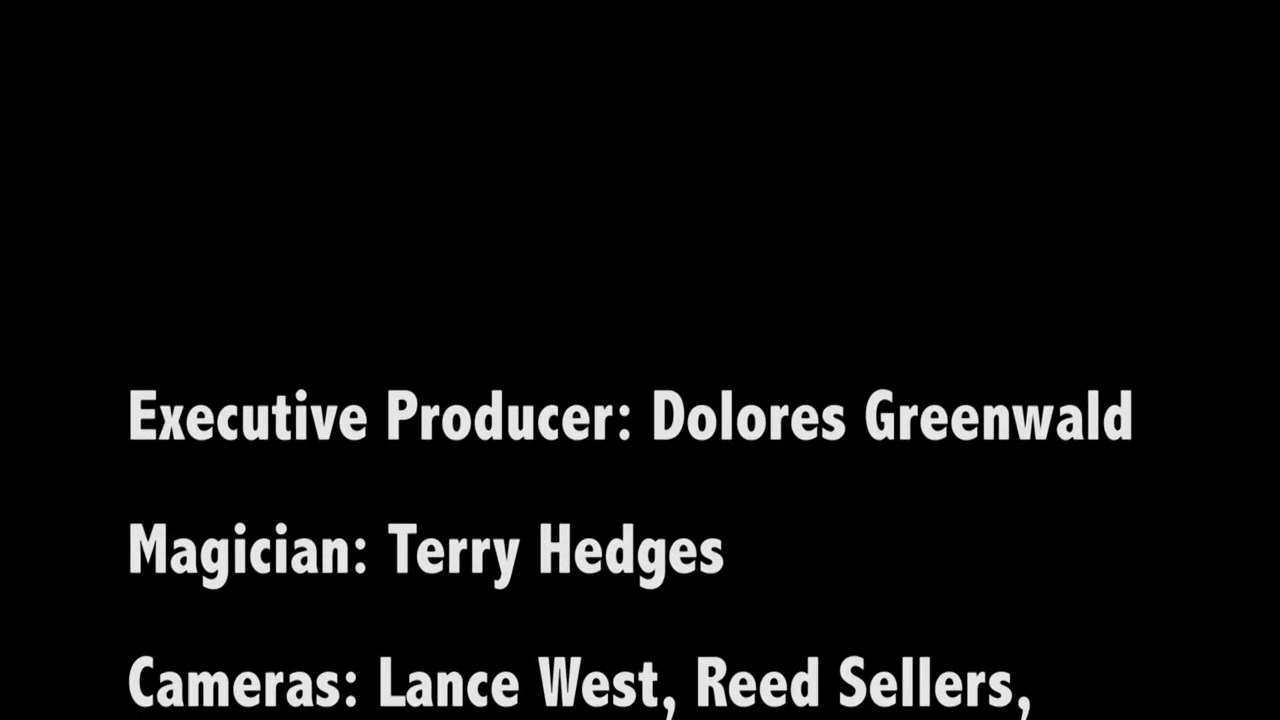 Executive Producer: Dolores Greenwald
Magician: Terry Hedges
Cameras: Lance West, Reed Sellers,